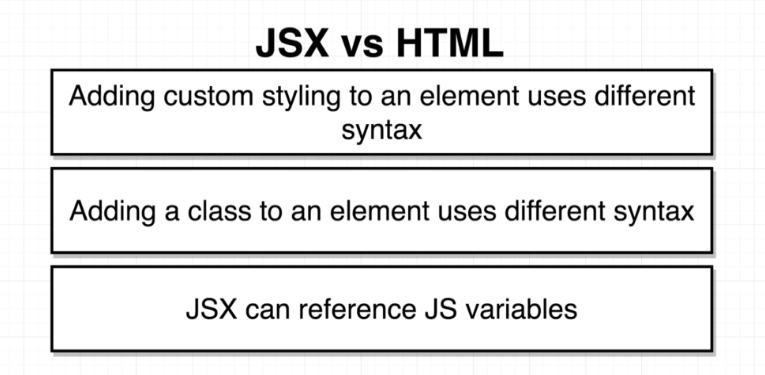 JSX vs HTML
Adding custom styling to an element uses different
syntax
Adding a class to an element uses different syntax
JSX can reference JS variables